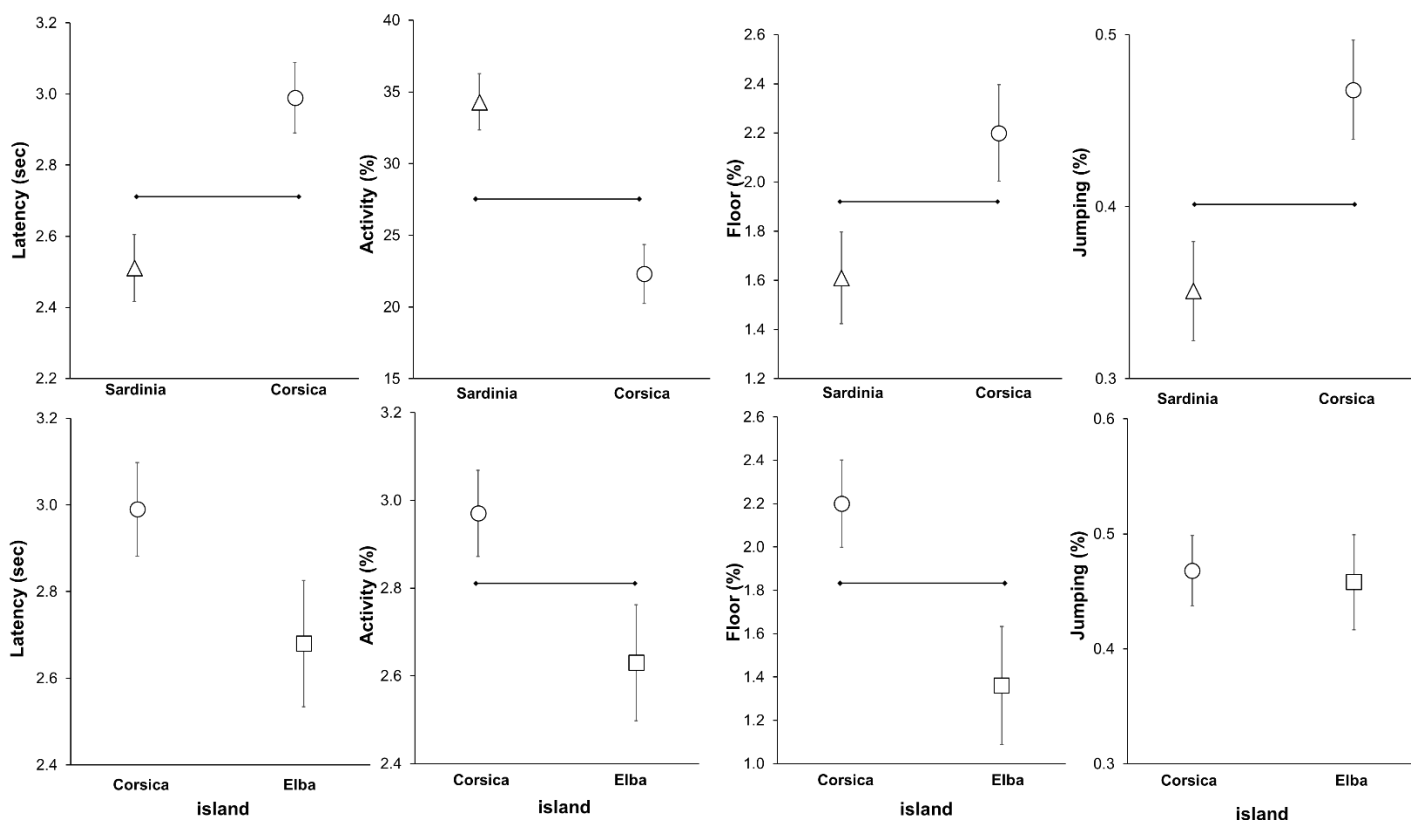 Latency (sec)
3.2
3.0
2.8
2.6
2.4
2.2
Sardinia Corsica
Activity (%)
40
35
30
25
20
15
Sardinia Corsica
Floor (%)
2.6
2.4
2.2
2.0
1.8
1.6
1.4
1.2
Sardinia Corsica
Jumping (%)
0.5
0.4
0.3
Sardinia Corsica
Latency (sec)
3.2
3.0
2.8
2.6
2.4
Corsica Elba
island
Activity (%)
3.2
3.0
2.8
2.6
2.4
Corsica Elba
island
Floor (%)
2.6
2.4
2.2
2.0
1.8
1.6
1.4
1.2
1.0
Corsica Elba
island
Jumping (%)
0.6
0.5
0.4
0.3
Corsica Elba
island